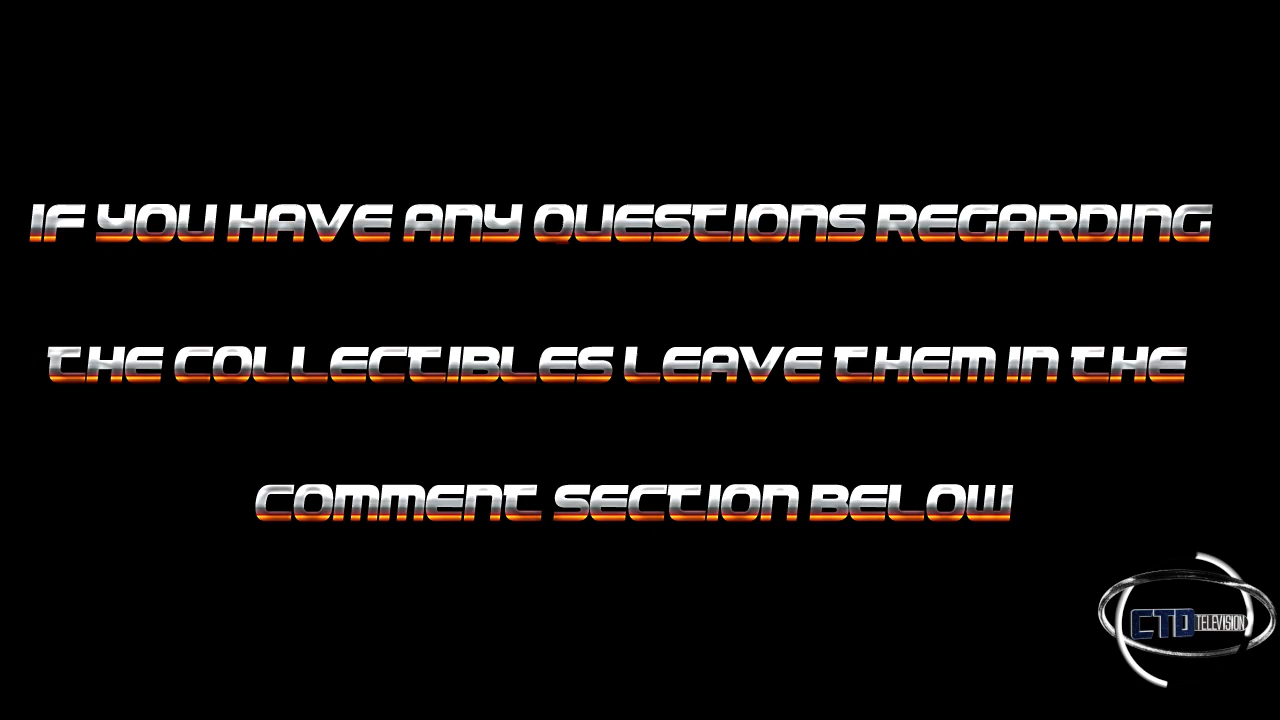 IF YOU HAVE ANY QUESTIONS REGARDING
THE COLLECTIBLES LEAVE THEM IN THE
COMMENT SECTION BELOW
CTD TELEVISION